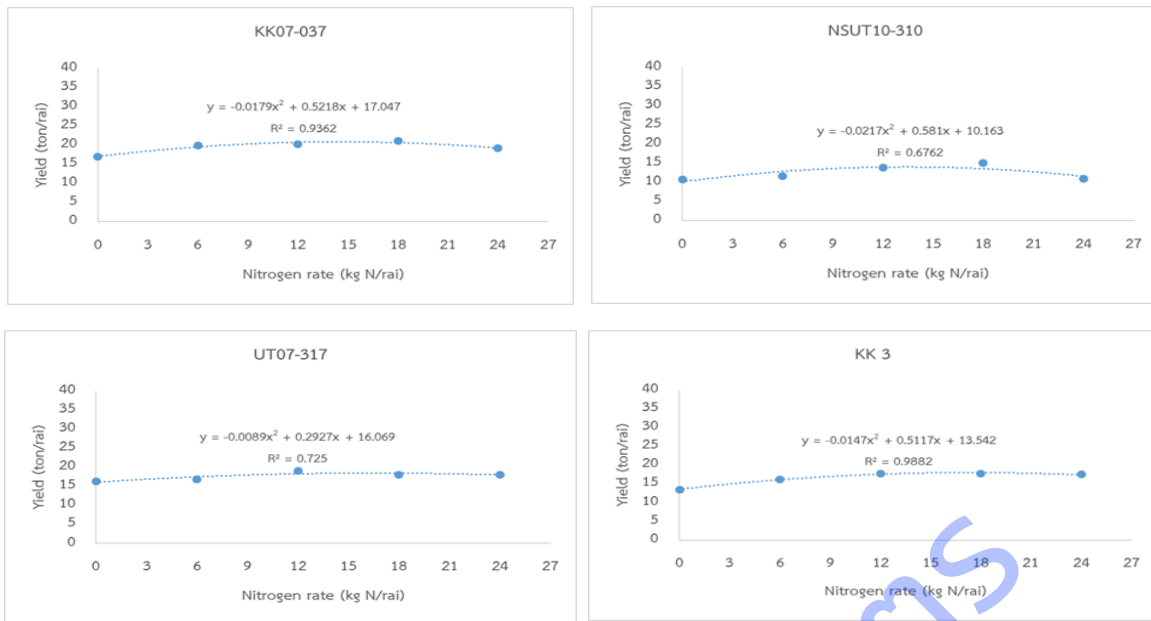 KK07-037
40
35
30
25
20
15
10
5
0
Yield (ton/rai)
y = -0.0179x² + 0.5218x + 17.047
R² = 0.9362
0 3 6 9 12 15 18 21 24 27
Nitrogen rate (kg N/rai)
NSUT10-310
40
35
30
25
20
15
10
5
0
Yield (ton/rai)
y = -0.0217x² + 0.581x + 10.163
R² = 0.6762
0 3 6 9 12 15 18 21 24 27
Nitrogen rate (kg N/rai)
UT07-317
40
35
30
25
20
15
10
5
0
Yield (ton/rai)
y = -0.0089x² + 0.2927x + 16.069
R² = 0.725
0 3 6 9 12 15 18 21 24 27
Nitrogen rate (kg N/rai)
KK 3
40
35
30
25
20
15
10
5
0
Yield (ton/rai)
y = -0.0147x² + 0.5117x + 13.542
R² = 0.9882
0 3 6 9 12 15 18 21 24 27
Nitrogen rate (kg N/rai)